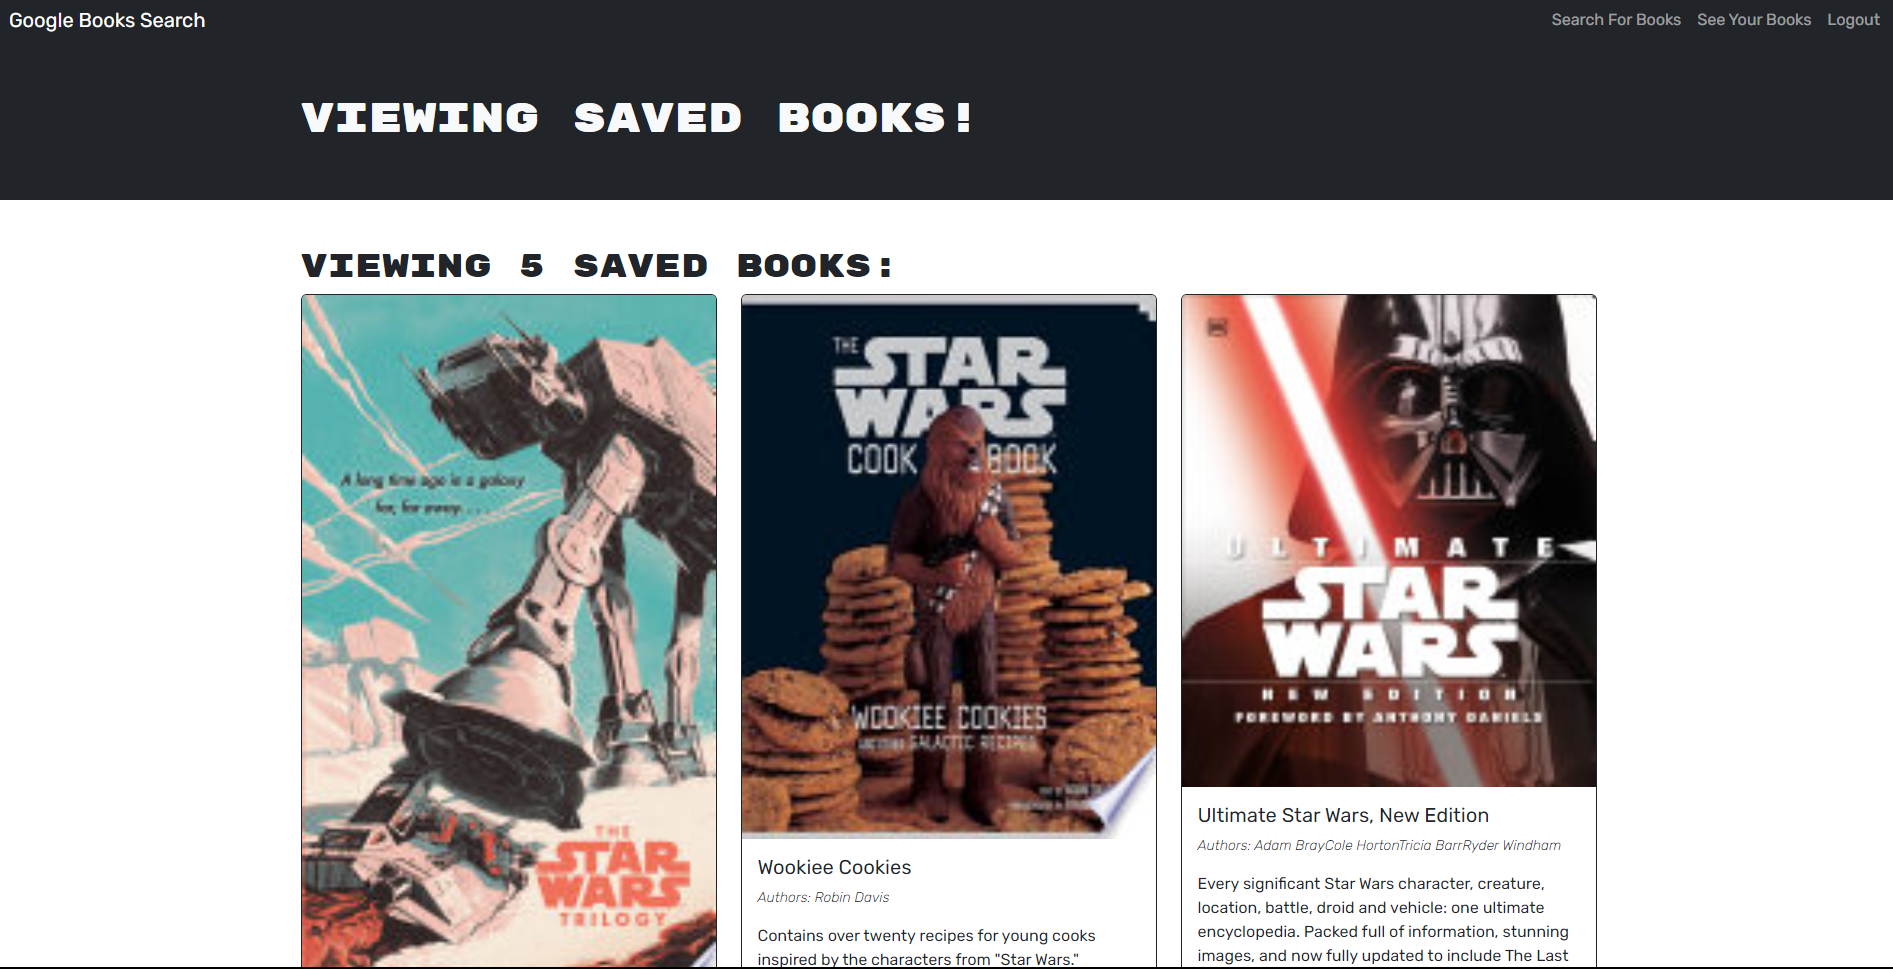 Google Books Search
Search For Books See Your Books Logout
VIEWING SAVED BOOKS!
VIEWING 5 SAVED BOOKS:
A long time ago in a galaxy
far, far away. . .
THE
STAR
WARS
TRILOGY
THE
STAR
WARS
COOK BOOK
WOOKIEE COOKIES
AND OTHER GALACTIC RECIPES
Wookiee Cookies
Authors: Robin Davis
Contains over twenty recipes for young cooks
inspired by the characters from "Star Wars."
ULTIMATE
STAR
WARS
NEW EDITION
FOREWORD BY ANTHONY DANIELS
Ultimate Star Wars, New Edition
Authors: Adam BrayCole HortonTricia BarrRyder Windham
Every significant Star Wars character, creature,
location, battle, droid and vehicle: one ultimate
encyclopedia. Packed full of information, stunning
images, and now fully updated to include The Last